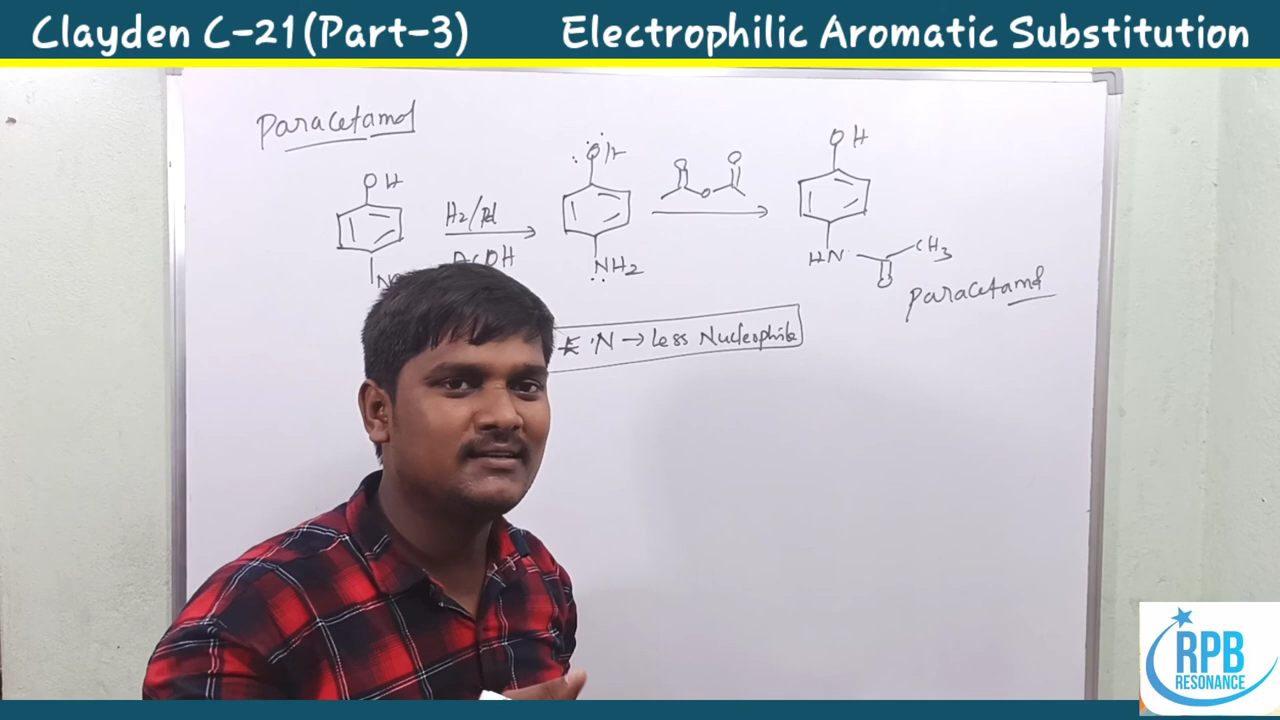 Clayden C-21(Part-3) Electrophilic Aromatic Substitution
Paracetamol
OH
H2/Pd
AcOH
OH
NH2
O
O
O
OH
HN
CH3
O
Paracetamol
N → Less Nucleophile
RPB
RESONANCE